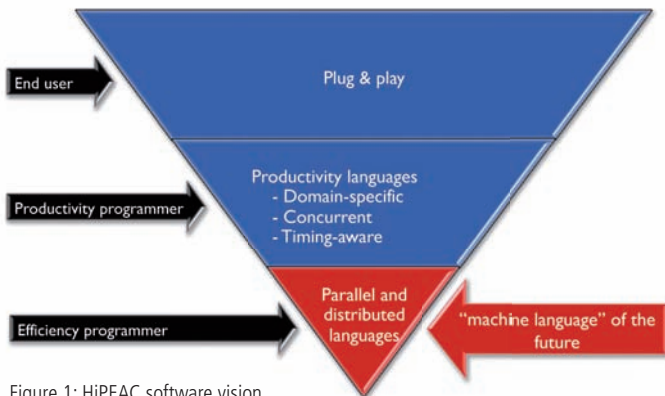 End user
Plug & play
Productivity programmer
Productivity languages
- Domain-specific
- Concurrent
- Timing-aware
Efficiency programmer
Parallel and
distributed
languages
"machine language" of the
future
Figure 1: HiPEAC software vision